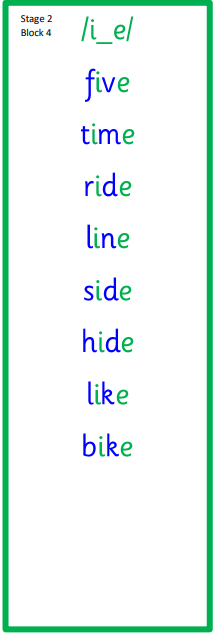 Stage 2
Block 4
/i_e/
five
time
ride
line
side
hide
like
bike